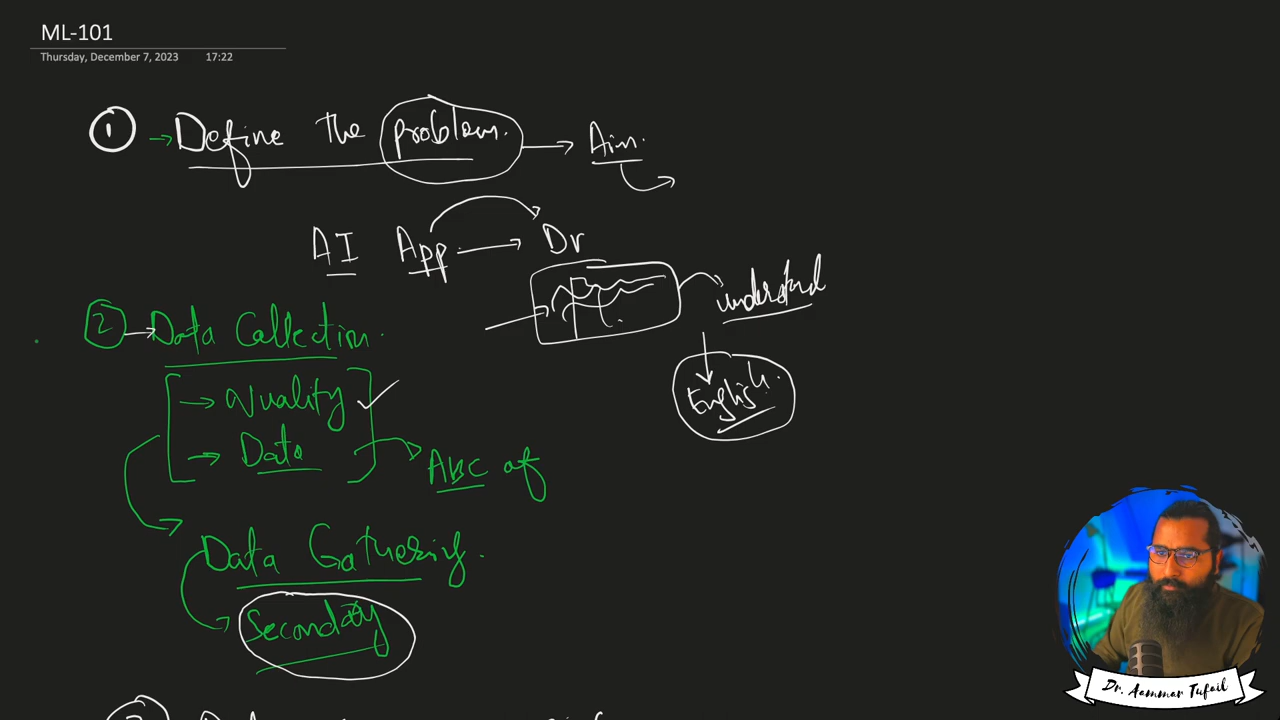 ML-101
Thursday, December 7, 2023 17:22
① → Define the problem. → Aim.
AI App → Dr
understand
② → Data Collection.
English.
→ Quality ✓
→ Data
ABC of
Data Gathering.
Secondary
Dr. Aammar Tufail